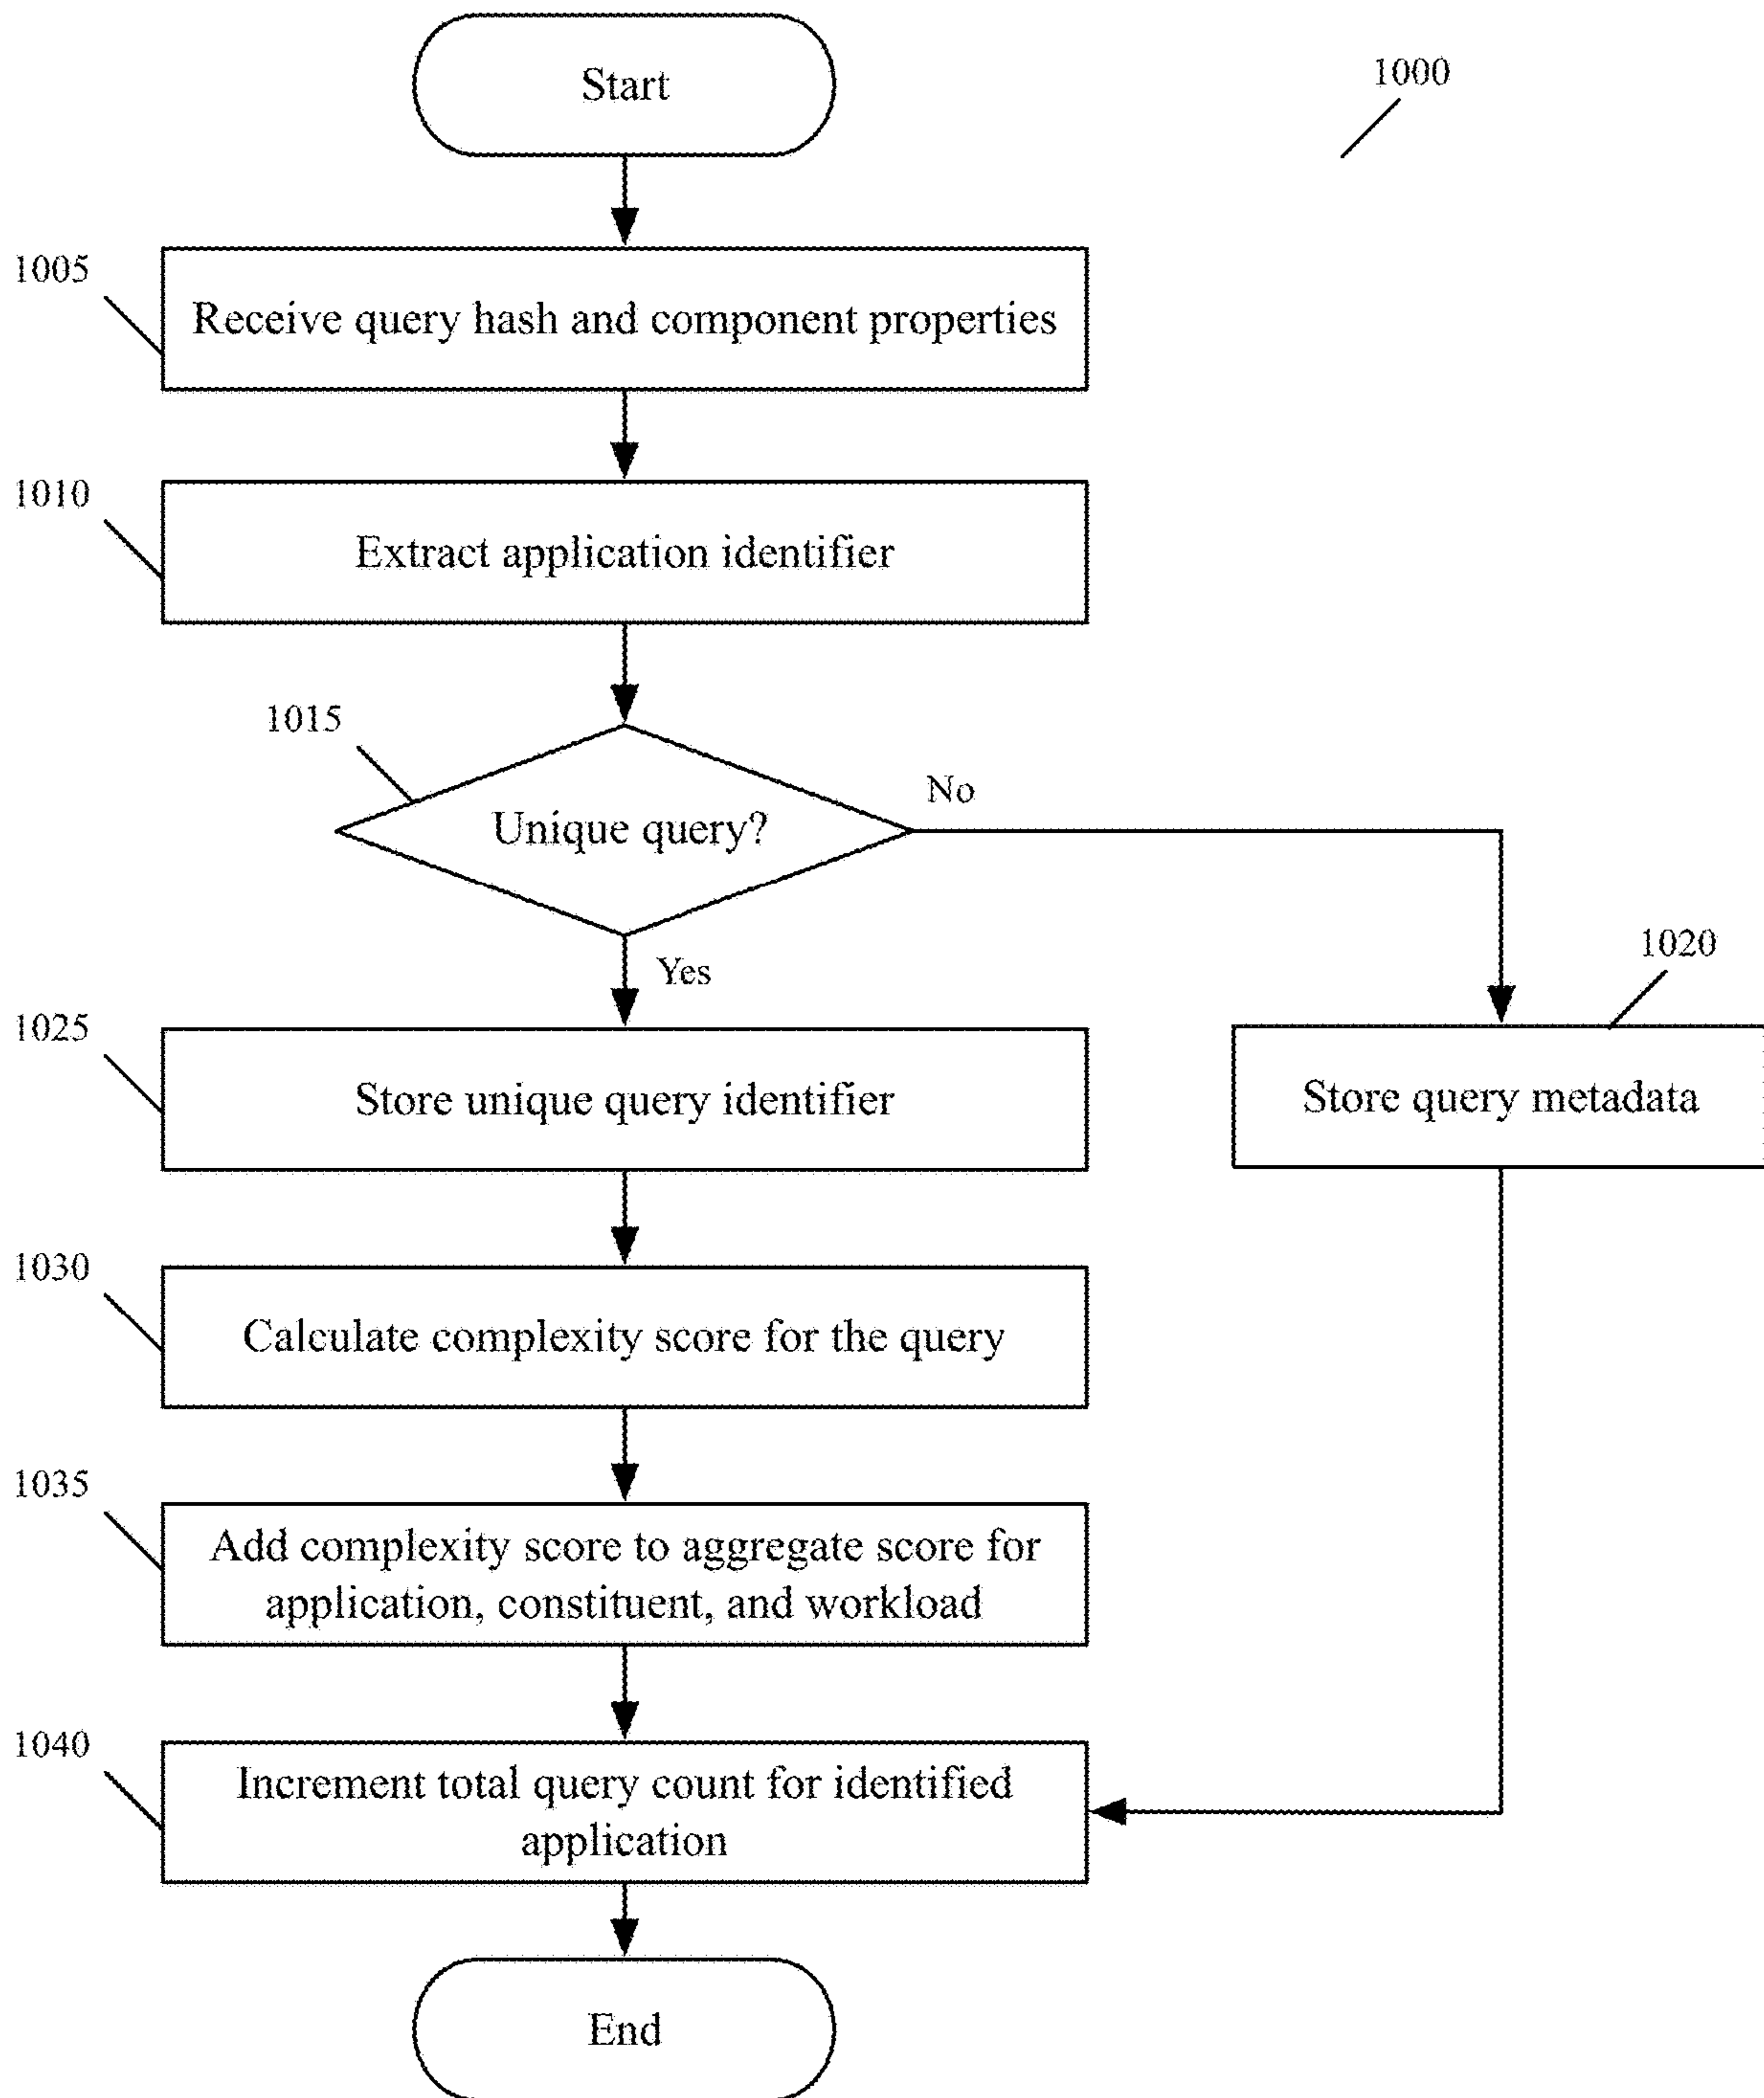 Start
1000
1005
Receive query hash and component properties
1010
Extract application identifier
1015
Unique query?
No
Yes
1020
1025
Store unique query identifier
Store query metadata
1030
Calculate complexity score for the query
1035
Add complexity score to aggregate score for
application, constituent, and workload
1040
Increment total query count for identified
application
End